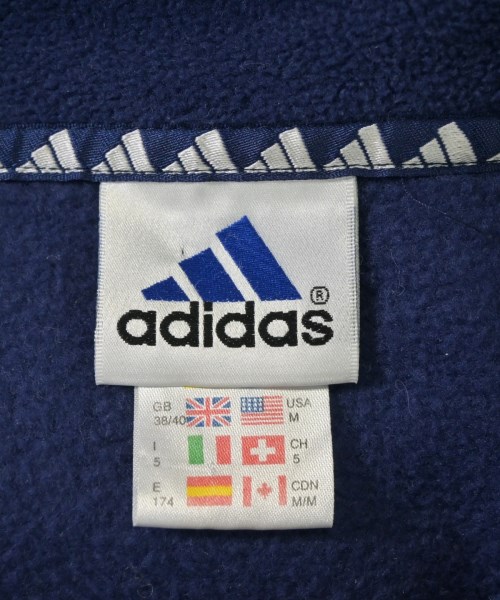 adidas®
GB USA
38/40 M
I CH
5 5
E CDN
174 M/M